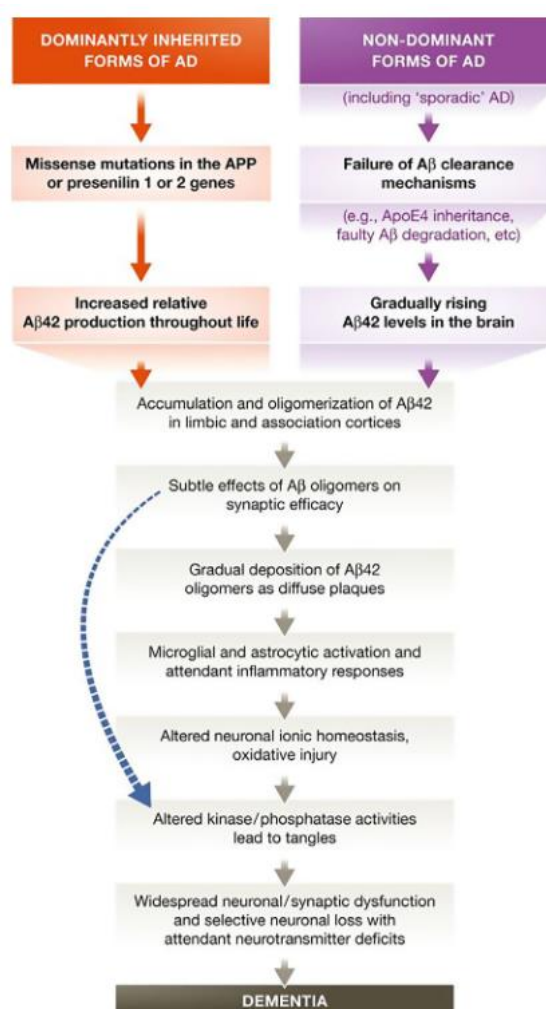 DOMINANTLY INHERITED
FORMS OF AD
NON-DOMINANT
FORMS OF AD
(including ‘sporadic’ AD)
Missense mutations in the APP
or presenilin 1 or 2 genes
Failure of Aβ clearance
mechanisms
(e.g., ApoE4 inheritance,
faulty Aβ degradation, etc)
Increased relative
Aβ42 production throughout life
Gradually rising
Aβ42 levels in the brain
Accumulation and oligomerization of Aβ42
in limbic and association cortices
Subtle effects of Aβ oligomers on
synaptic efficacy
Gradual deposition of Aβ42
oligomers as diffuse plaques
Microglial and astrocytic activation and
attendant inflammatory responses
Altered neuronal ionic homeostasis,
oxidative injury
Altered kinase/phosphatase activities
lead to tangles
Widespread neuronal/synaptic dysfunction
and selective neuronal loss with
attendant neurotransmitter deficits
DEMENTIA